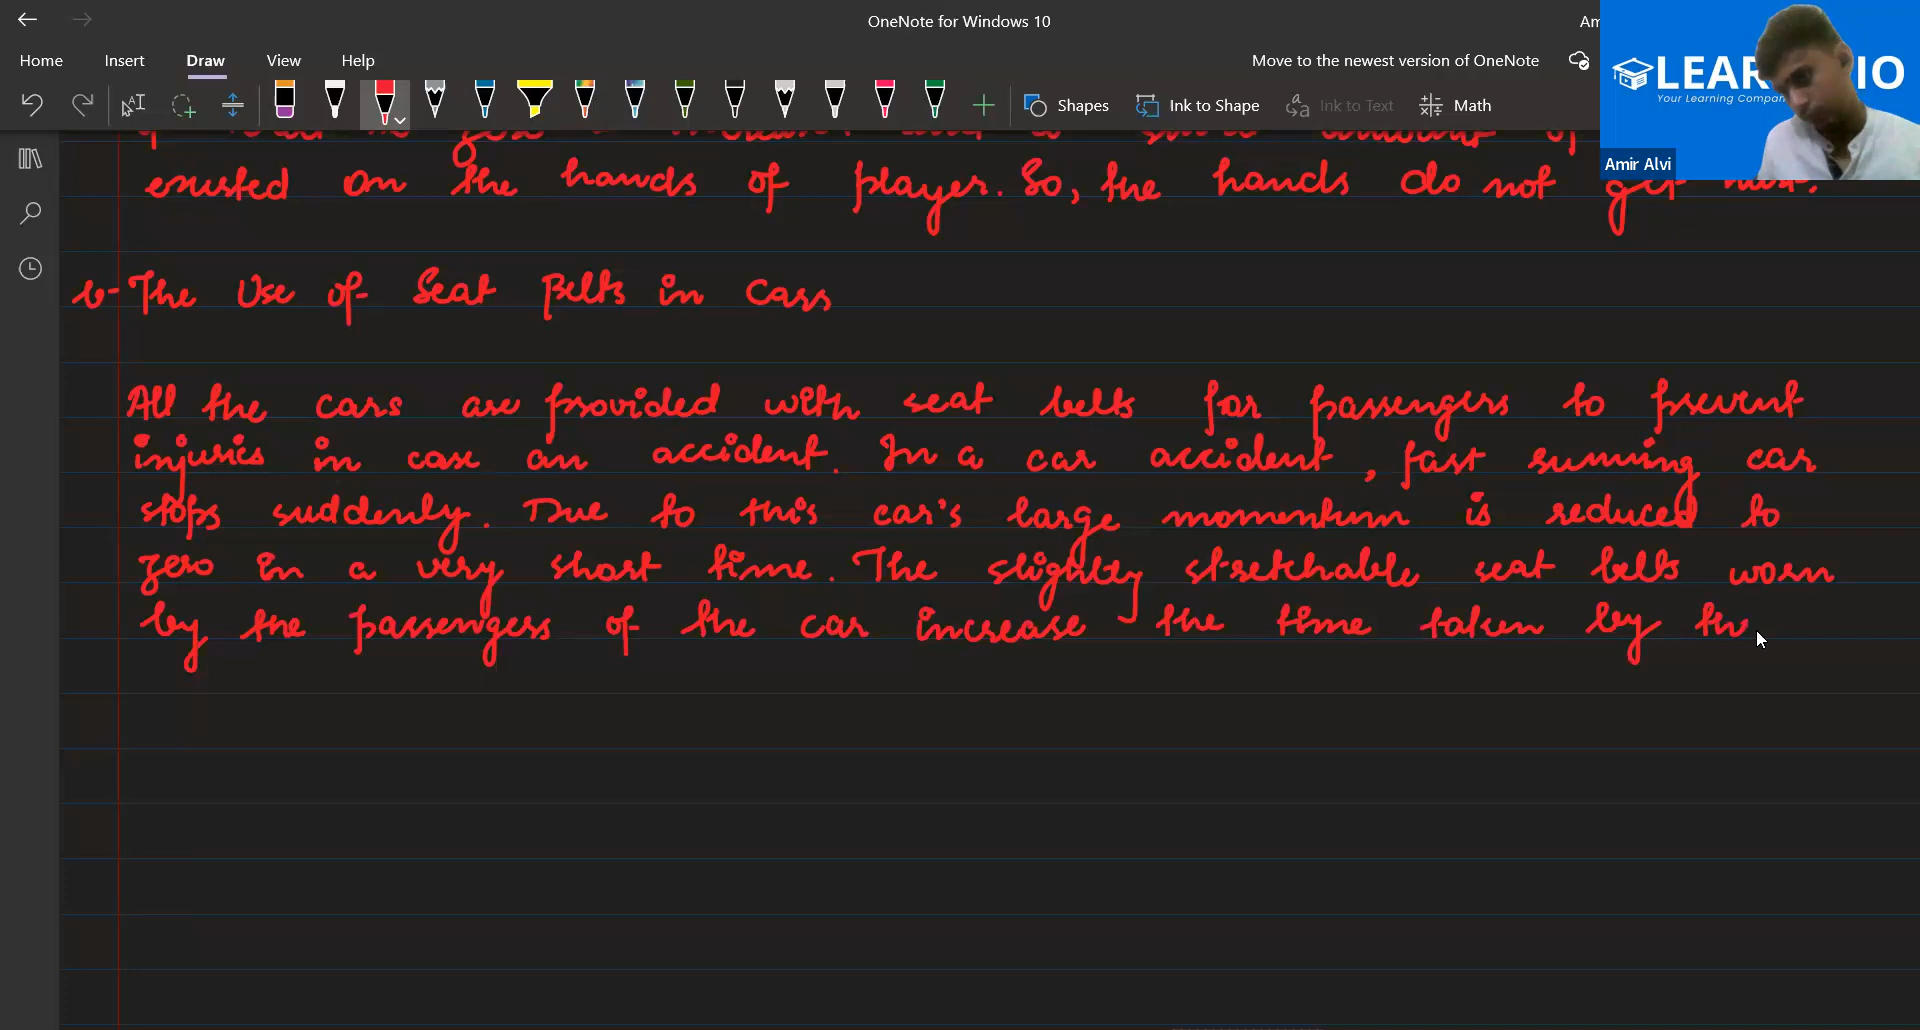 OneNote for Windows 10
Am
Home Insert Draw View Help
Move to the newest version of OneNote
Shapes Ink to Shape Ink to Text Math
LEAR IO
Your Learning Compan
Amir Alvi
exerted on the hands of player. So, the hands do not get hurt.
b- The Use of Seat Belts in Cars
All the cars are provided with seat belts for passengers to prevent
injuries in case an accident. In a car accident, fast running car
stops suddenly. Due to this car's large momentum is reduced to
zero in a very short time. The slightly stretchable seat belts worn
by the passengers of the car increase the time taken by th